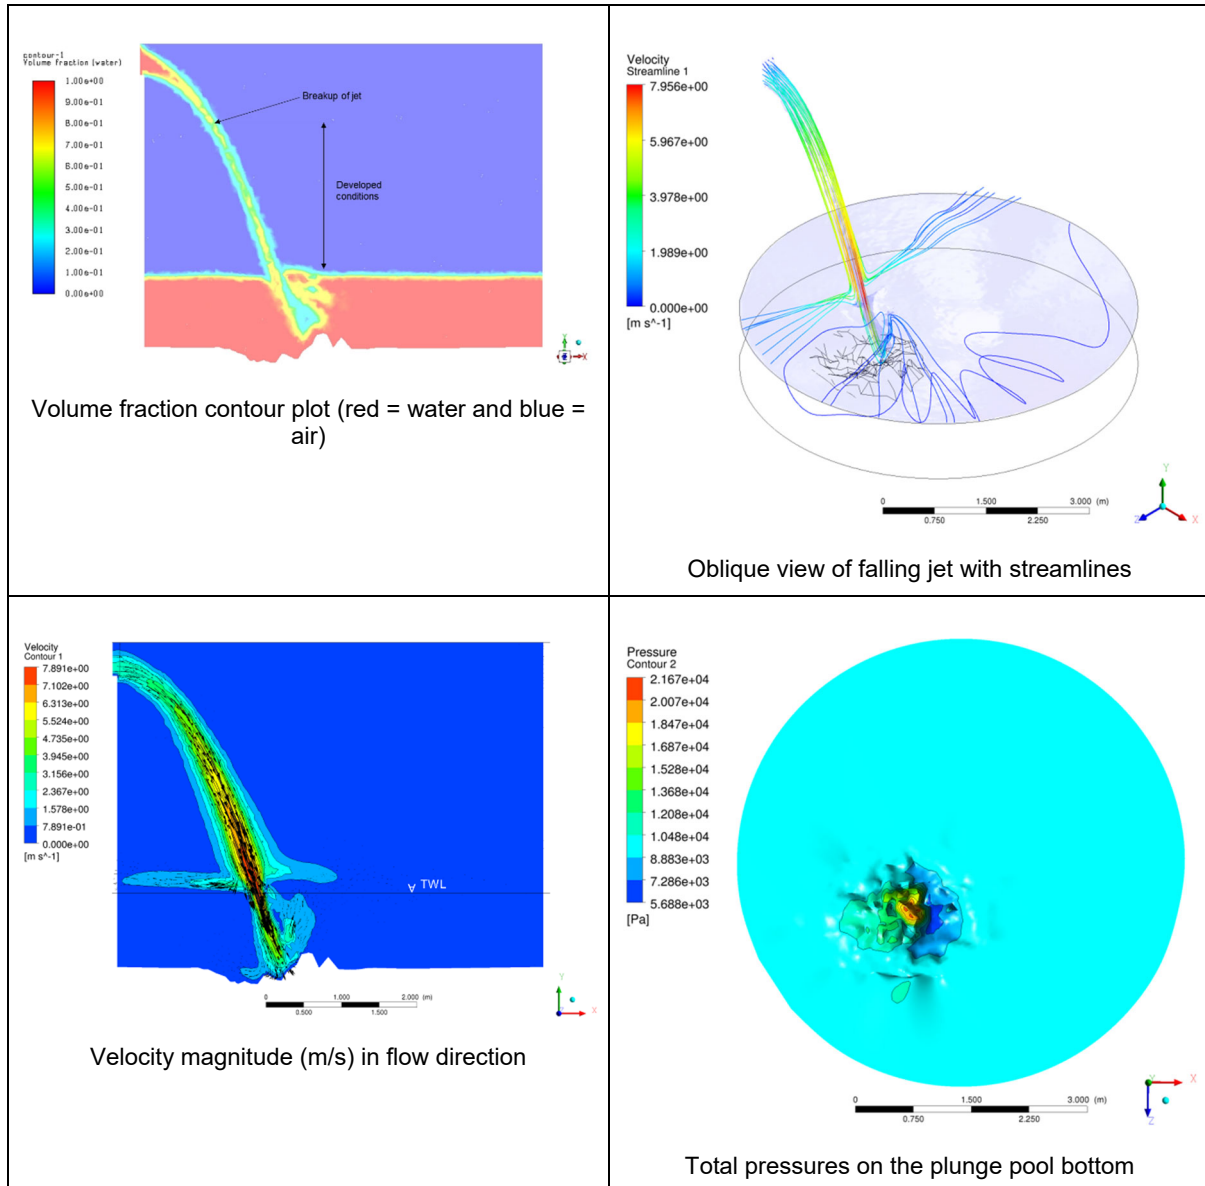 contour-1
Volume fraction (water)
1.00e+00
9.00e-01
8.00e-01
7.00e-01
6.00e-01
5.00e-01
4.00e-01
3.00e-01
2.00e-01
1.00e-01
0.00e+00
Breakup of jet
Developed
conditions
Y
X
Volume fraction contour plot (red = water and blue =
air)
Velocity
Streamline 1
7.956e+00
5.967e+00
3.978e+00
1.989e+00
0.000e+00
[m s^-1]
0 1.500 3.000 (m)
0.750 2.250
Y
Z X
Oblique view of falling jet with streamlines
Velocity
Contour 1
7.891e+00
7.102e+00
6.313e+00
5.524e+00
4.735e+00
3.945e+00
3.156e+00
2.367e+00
1.578e+00
7.891e-01
0.000e+00
[m s^-1]
TWL
0 1.000 2.000 (m)
0.500 1.500
Y
X
Velocity magnitude (m/s) in flow direction
Pressure
Contour 2
2.167e+04
2.007e+04
1.847e+04
1.687e+04
1.528e+04
1.368e+04
1.208e+04
1.048e+04
8.883e+03
7.286e+03
5.688e+03
[Pa]
0 1.500 3.000 (m)
0.750 2.250
Y X
Z
Total pressures on the plunge pool bottom